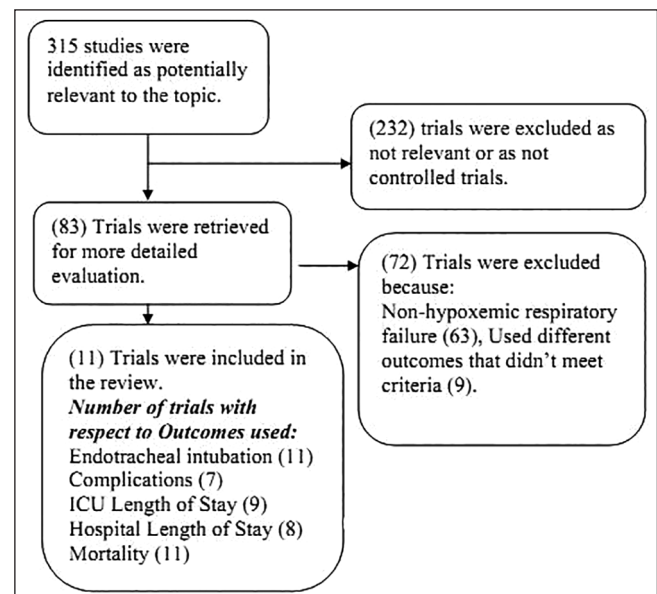 315 studies were
identified as potentially
relevant to the topic.
(232) trials were excluded as
not relevant or as not
controlled trials.
(83) Trials were retrieved
for more detailed
evaluation.
(72) Trials were excluded
because:
Non-hypoxemic respiratory
failure (63), Used different
outcomes that didn't meet
criteria (9).
(11) Trials were included in
the review.
Number of trials with
respect to Outcomes used:
Endotracheal intubation (11)
Complications (7)
ICU Length of Stay (9)
Hospital Length of Stay (8)
Mortality (11)